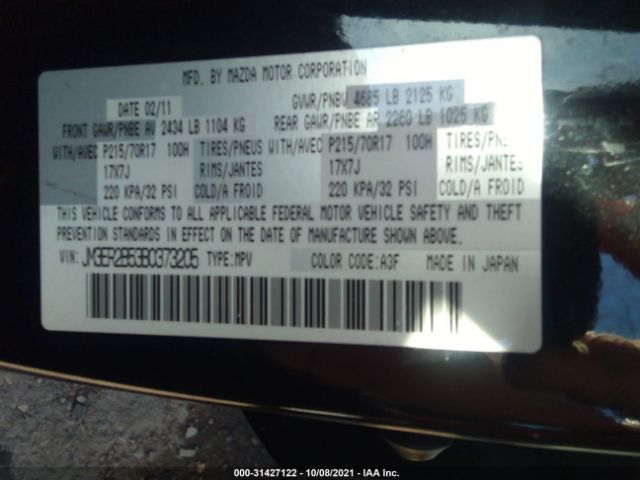 MFD. BY MAZDA MOTOR CORPORATION
DATE 02/11 GVWR/PNBV 4685 LB 2125 KG
FRONT GAWR/PNBE AV 2434 LB 1104 KG REAR GAWR/PNBE AR 2260 LB 1025 KG
WITH/AVEC P215/70R17 100H TIRES/PNEUS WITH/AVEC P215/70R17 100H TIRES/PNE
17X7J RIMS/JANTES 17X7J RIMS/JANTES
220 KPA/32 PSI COLD/A FROID 220 KPA/32 PSI COLD/A FROID
THIS VEHICLE CONFORMS TO ALL APPLICABLE FEDERAL MOTOR VEHICLE SAFETY AND THEFT
PREVENTION STANDARDS IN EFFECT ON THE DATE OF MANUFACTURE SHOWN ABOVE.
VIN: JM3ER2B53B0373205 TYPE:MPV COLOR CODE:A3F MADE IN JAPAN
000-31427122 - 10/08/2021 - IAA Inc.